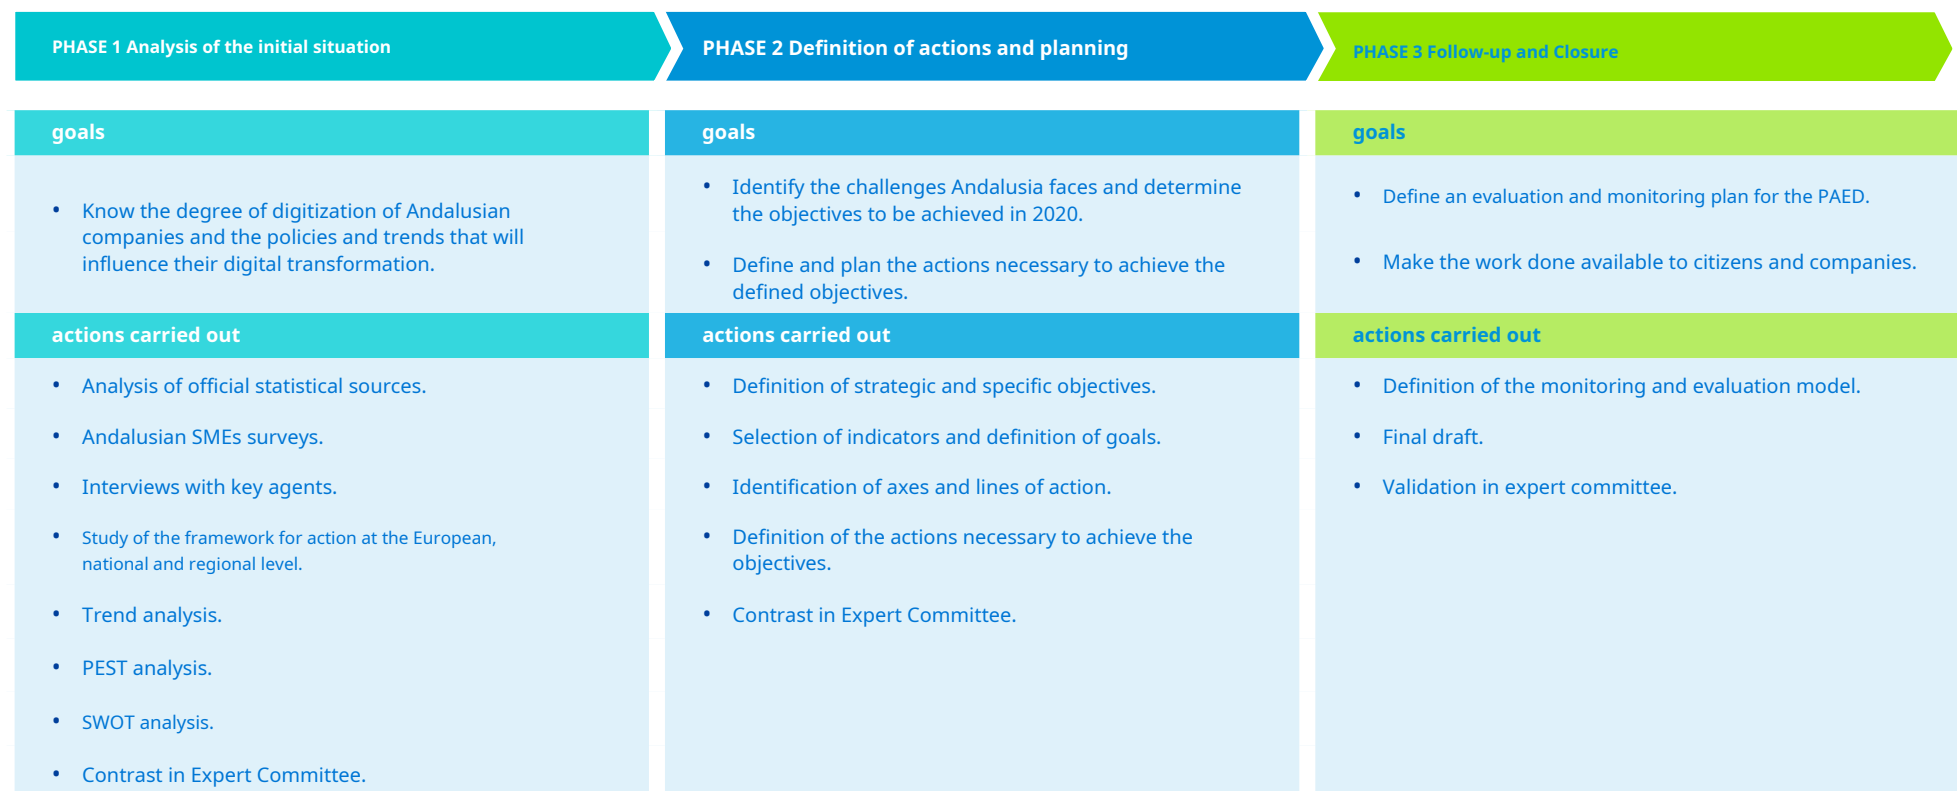 PHASE 1 Analysis of the initial situation
goals
• Know the degree of digitization of Andalusian
companies and the policies and trends that will
influence their digital transformation.
actions carried out
• Analysis of official statistical sources.
• Andalusian SMEs surveys.
• Interviews with key agents.
• Study of the framework for action at the European,
national and regional level.
• Trend analysis.
• PEST analysis.
• SWOT analysis.
• Contrast in Expert Committee.
PHASE 2 Definition of actions and planning
goals
• Identify the challenges Andalusia faces and determine
the objectives to be achieved in 2020.
• Define and plan the actions necessary to achieve the
defined objectives.
actions carried out
• Definition of strategic and specific objectives.
• Selection of indicators and definition of goals.
• Identification of axes and lines of action.
• Definition of the actions necessary to achieve the
objectives.
• Contrast in Expert Committee.
PHASE 3 Follow-up and Closure
goals
• Define an evaluation and monitoring plan for the PAED.
• Make the work done available to citizens and companies.
actions carried out
• Definition of the monitoring and evaluation model.
• Final draft.
• Validation in expert committee.